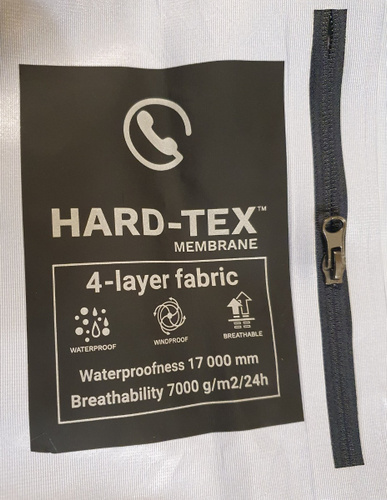 HARD-TEX™
MEMBRANE
4-layer fabric
WATERPROOF WINDPROOF BREATHABLE
Waterproofness 17 000 mm
Breathability 7000 g/m2/24h